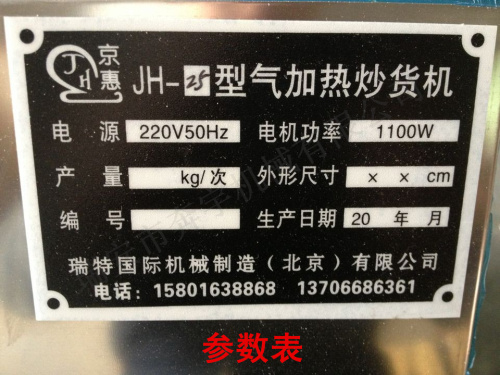 京惠
JH
JH-25型气加热炒货机
电源 220V50Hz 电机功率 1100W
产量 kg/次 外形尺寸 × × cm
编号 生产日期 20 年 月
瑞特国际机械制造（北京）有限公司
电话：15801638868 13706686361
参数表